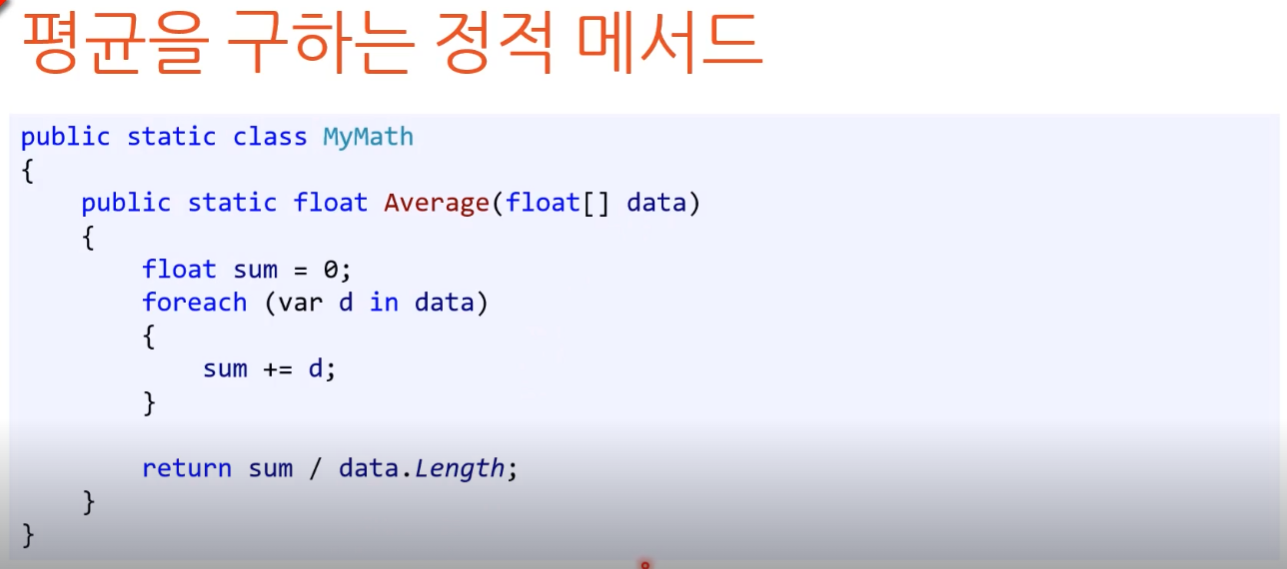 평균을 구하는 정적 메서드
public static class MyMath
{
    public static float Average(float[] data)
    {
        float sum = 0;
        foreach (var d in data)
        {
            sum += d;
        }

        return sum / data.Length;
    }
}